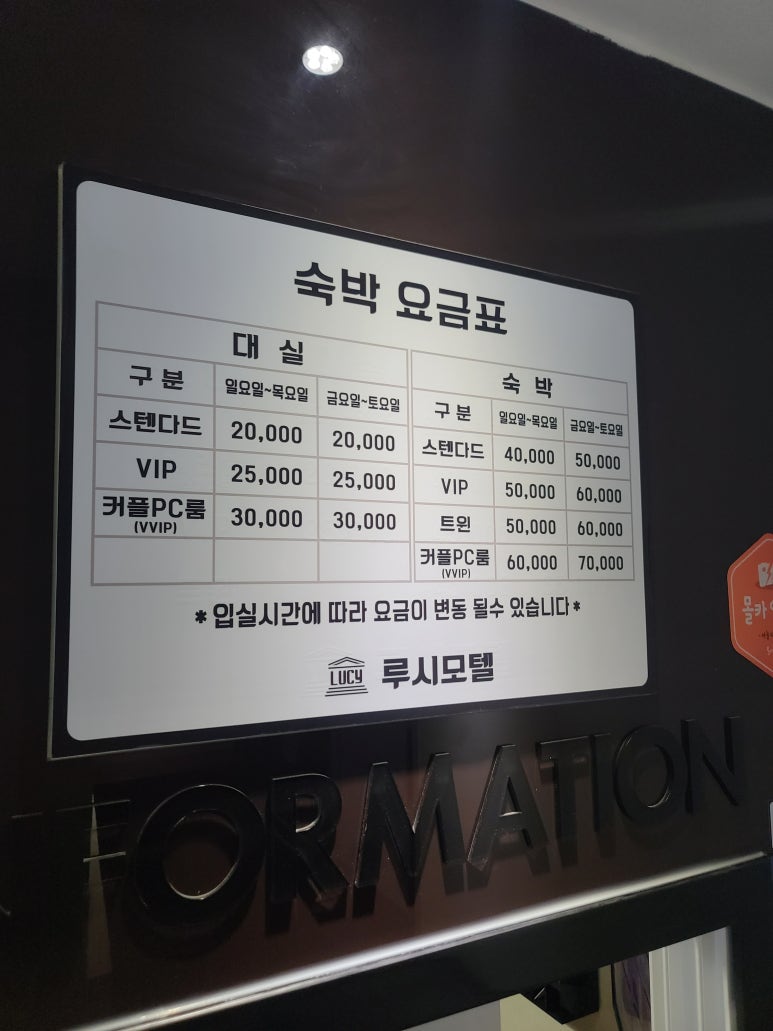 숙박 요금표
대 실
구 분 일요일~목요일 금요일~토요일
스텐다드 20,000 20,000
VIP 25,000 25,000
커플PC룸 30,000 30,000
(VVIP)
숙 박
구 분 일요일~목요일 금요일~토요일
스텐다드 40,000 50,000
VIP 50,000 60,000
트윈 50,000 60,000
커플PC룸 60,000 70,000
(VVIP)
*입실시간에 따라 요금이 변동 될수 있습니다*
LUCY 루시모텔
몰카
INFORMATION